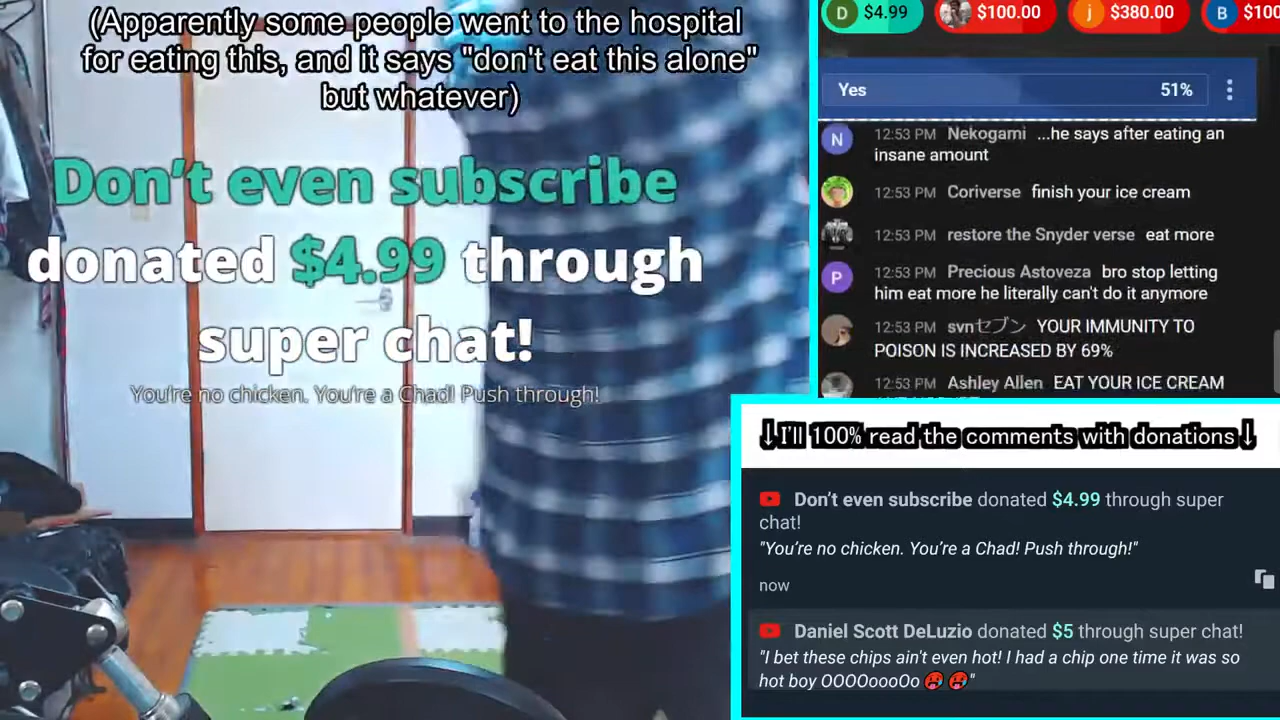 (Apparently some people went to the hospital
for eating this, and it says "don't eat this alone"
but whatever)
Don't even subscribe
donated $4.99 through
super chat!
You're no chicken. You're a Chad! Push through!
D $4.99 $100.00 j $380.00 B $100
Yes 51%
N 12:53 PM Nekogami ...he says after eating an
insane amount
12:53 PM Coriverse finish your ice cream
12:53 PM restore the Snyder verse eat more
P 12:53 PM Precious Astoveza bro stop letting
him eat more he literally can't do it anymore
12:53 PM svnセブン YOUR IMMUNITY TO
POISON IS INCREASED BY 69%
12:53 PM Ashley Allen EAT YOUR ICE CREAM
↓I'll 100% read the comments with donations↓
Don't even subscribe donated $4.99 through super
chat!
"You're no chicken. You're a Chad! Push through!"
now
Daniel Scott DeLuzio donated $5 through super chat!
"I bet these chips ain't even hot! I had a chip one time it was so
hot boy OOOOoooOo 🥵 🥵"